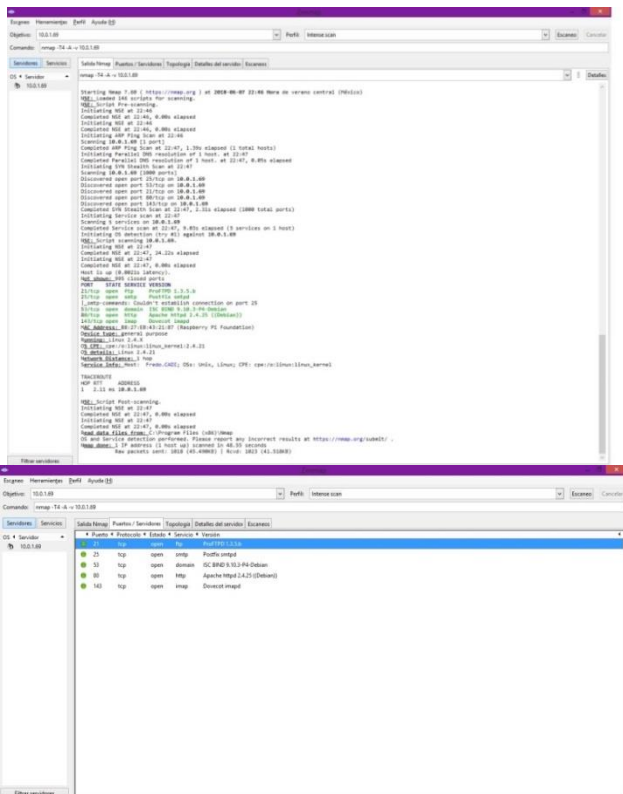 Zenmap
Escaneo Herramientas Perfil Ayuda (H)
Objetivo: 10.0.1.69 Perfil: Intense scan Escaneo Cancelar
Comando: nmap -T4 -A -v 10.0.1.69
Servidores Servicios Salida Nmap Puertos / Servidores Topología Detalles del servidor Escaneos
OS Servidor nmap -T4 -A -v 10.0.1.69 Detalles
10.0.1.69
Starting Nmap 7.60 ( https://nmap.org ) at 2018-06-07 22:46 Hora de verano central (México)
NSE: Loaded 146 scripts for scanning.
NSE: Script Pre-scanning.
Initiating NSE at 22:46
Completed NSE at 22:46, 0.00s elapsed
Initiating NSE at 22:46
Completed NSE at 22:46, 0.00s elapsed
Initiating ARP Ping Scan at 22:46
Scanning 10.0.1.69 [1 port]
Completed ARP Ping Scan at 22:47, 1.39s elapsed (1 total hosts)
Initiating Parallel DNS resolution of 1 host. at 22:47
Completed Parallel DNS resolution of 1 host. at 22:47, 0.05s elapsed
Initiating SYN Stealth Scan at 22:47
Scanning 10.0.1.69 [1000 ports]
Discovered open port 25/tcp on 10.0.1.69
Discovered open port 53/tcp on 10.0.1.69
Discovered open port 21/tcp on 10.0.1.69
Discovered open port 80/tcp on 10.0.1.69
Discovered open port 143/tcp on 10.0.1.69
Completed SYN Stealth Scan at 22:47, 2.31s elapsed (1000 total ports)
Initiating Service scan at 22:47
Scanning 5 services on 10.0.1.69
Completed Service scan at 22:47, 9.03s elapsed (5 services on 1 host)
Initiating OS detection (try #1) against 10.0.1.69
NSE: Script scanning 10.0.1.69.
Initiating NSE at 22:47
Completed NSE at 22:47, 24.22s elapsed
Initiating NSE at 22:47
Completed NSE at 22:47, 0.00s elapsed
Host is up (0.0021s latency).
Not shown: 995 closed ports
PORT STATE SERVICE VERSION
21/tcp open ftp ProFTPD 1.3.5.b
25/tcp open smtp Postfix smtpd
|_smtp-commands: Couldn't establish connection on port 25
53/tcp open domain ISC BIND 9.10.3-P4-Debian
80/tcp open http Apache httpd 2.4.25 ((Debian))
143/tcp open imap Dovecot imapd
MAC Address: (Raspberry Pi Foundation)
Device type: general purpose
Running: Linux 2.4.X
OS CPE: cpe:/o:linux:linux_kernel:2.4.21
OS details: Linux 2.4.21
Network Distance: 1 hop
Service Info: Host: OSs: Unix, Linux; CPE: cpe:/o:linux:linux_kernel
TRACEROUTE
HOP RTT ADDRESS
1 2.11 ms 10.0.1.69
NSE: Script Post-scanning.
Initiating NSE at 22:47
Completed NSE at 22:47, 0.00s elapsed
Initiating NSE at 22:47
Completed NSE at 22:47, 0.00s elapsed
Read data files from: C:\Program Files (x86)\Nmap
OS and Service detection performed. Please report any incorrect results at https://nmap.org/submit/ .
Nmap done: 1 IP address (1 host up) scanned in 48.55 seconds
Raw packets sent: 1018 (45.690KB) | Rcvd: 1023 (41.318KB)
Filtrar servidores
Zenmap
Escaneo Herramientas Perfil Ayuda (H)
Objetivo: 10.0.1.69 Perfil: Intense scan Escaneo Cancelar
Comando: nmap -T4 -A -v 10.0.1.69
Servidores Servicios Salida Nmap Puertos / Servidores Topología Detalles del servidor Escaneos
OS Servidor Puerto Protocolo Estado Servicio Versión
10.0.1.69 21 tcp open ftp ProFTPD 1.3.5.b
25 tcp open smtp Postfix smtpd
53 tcp open domain ISC BIND 9.10.3-P4-Debian
80 tcp open http Apache httpd 2.4.25 ((Debian))
143 tcp open imap Dovecot imapd
Filtrar servidores